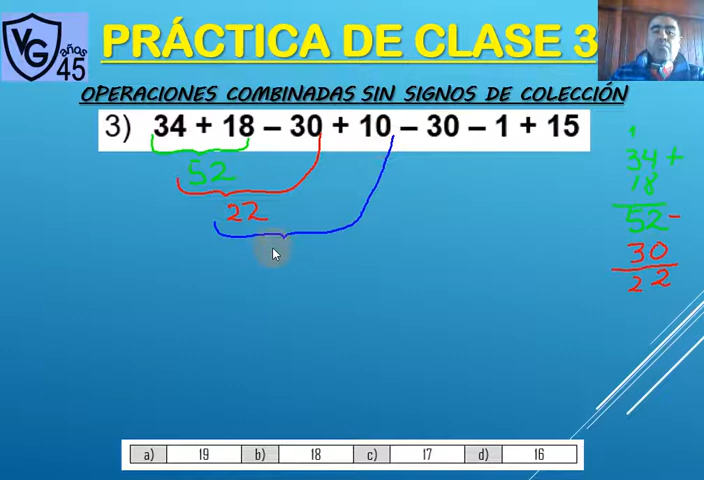 VG
años
45
PRÁCTICA DE CLASE 3
OPERACIONES COMBINADAS SIN SIGNOS DE COLECCIÓN
3) 34 + 18 – 30 + 10 – 30 – 1 + 15
52
22
1
34 +
18
52 -
30
22
a) 19 b) 18 c) 17 d) 16